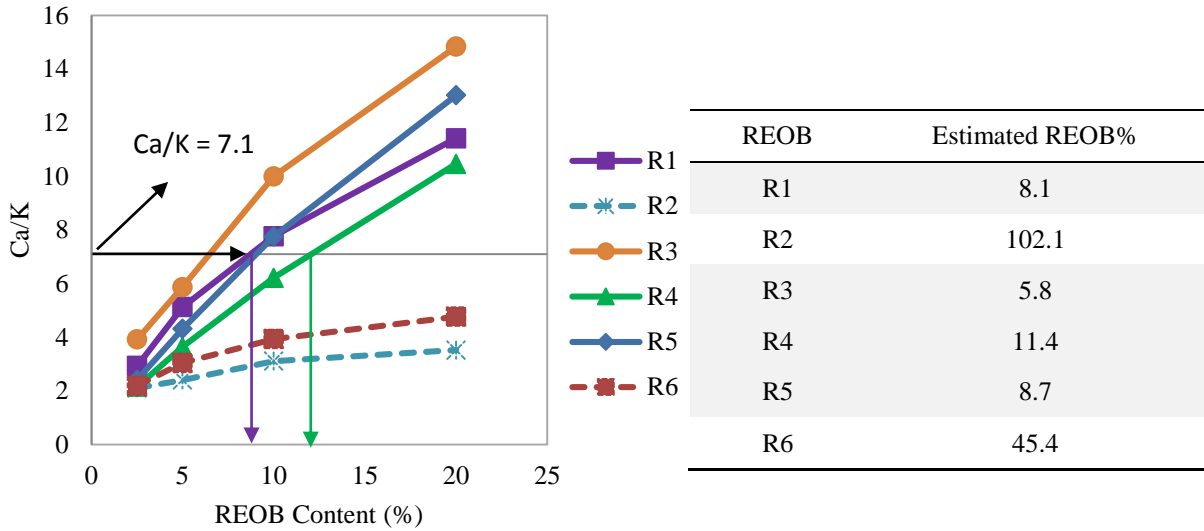 16
14
12
10
8
6
4
2
0
Ca/K
Ca/K = 7.1
0 5 10 15 20 25
REOB Content (%)
R1
R2
R3
R4
R5
R6
REOB Estimated REOB%
R1 8.1
R2 102.1
R3 5.8
R4 11.4
R5 8.7
R6 45.4